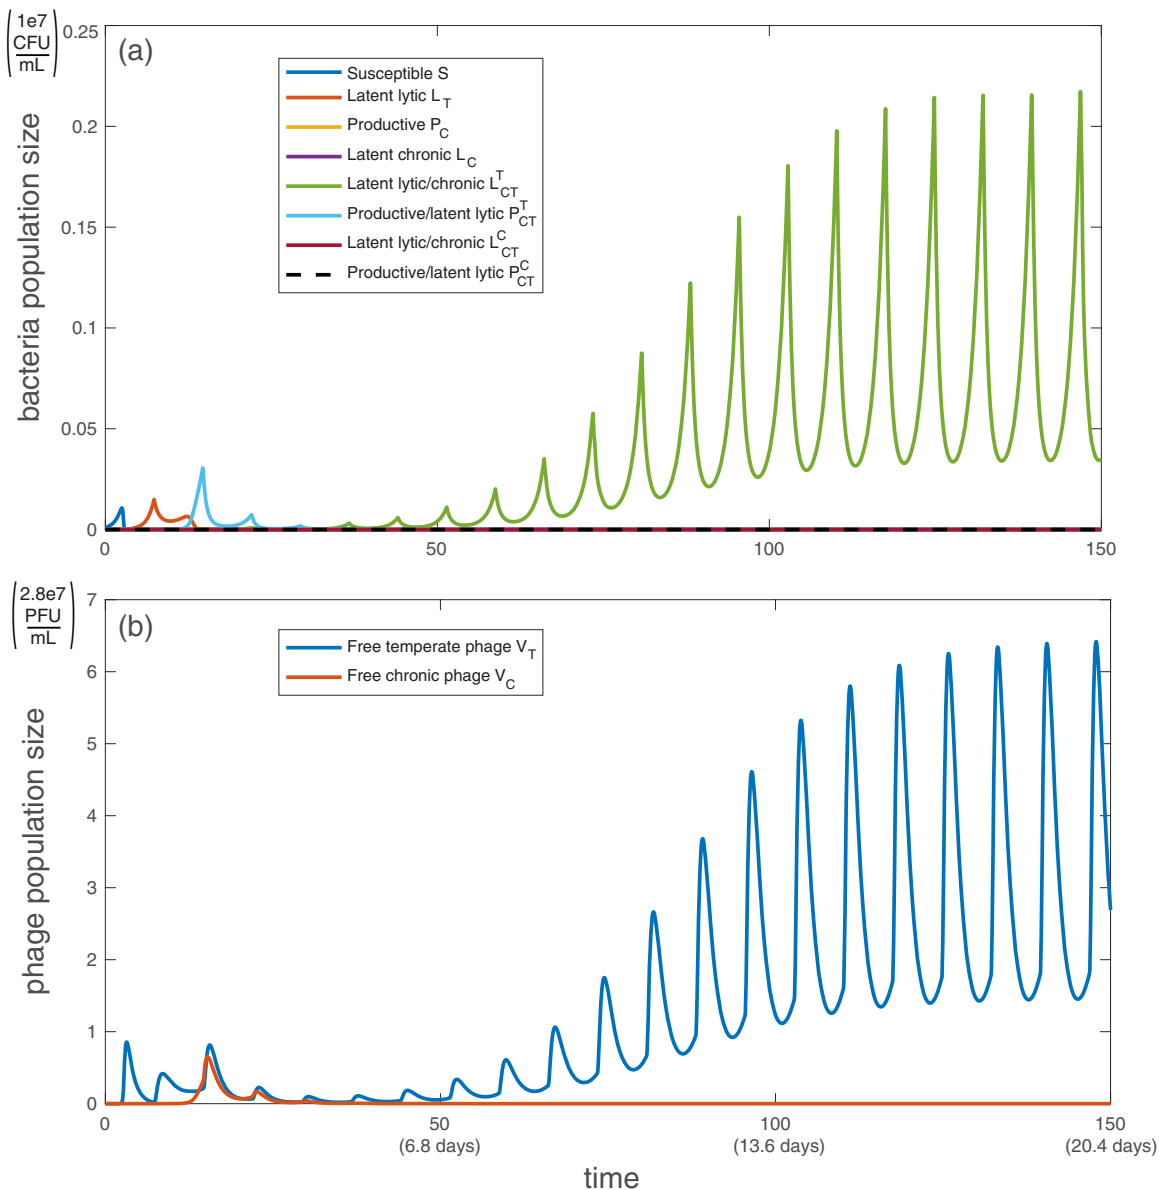 1e7
CFU
mL
(a)
bacteria population size
0.25
0.2
0.15
0.1
0.05
0
Susceptible S
Latent lytic L_T
Productive P_C
Latent chronic L_C
Latent lytic/chronic L_CT^T
Productive/latent lytic P_CT^T
Latent lytic/chronic L_CT^C
Productive/latent lytic P_CT^C
0 50 100 150
2.8e7
PFU
mL
(b)
phage population size
7
6
5
4
3
2
1
0
Free temperate phage V_T
Free chronic phage V_C
0 50 100 150
(6.8 days) (13.6 days) (20.4 days)
time